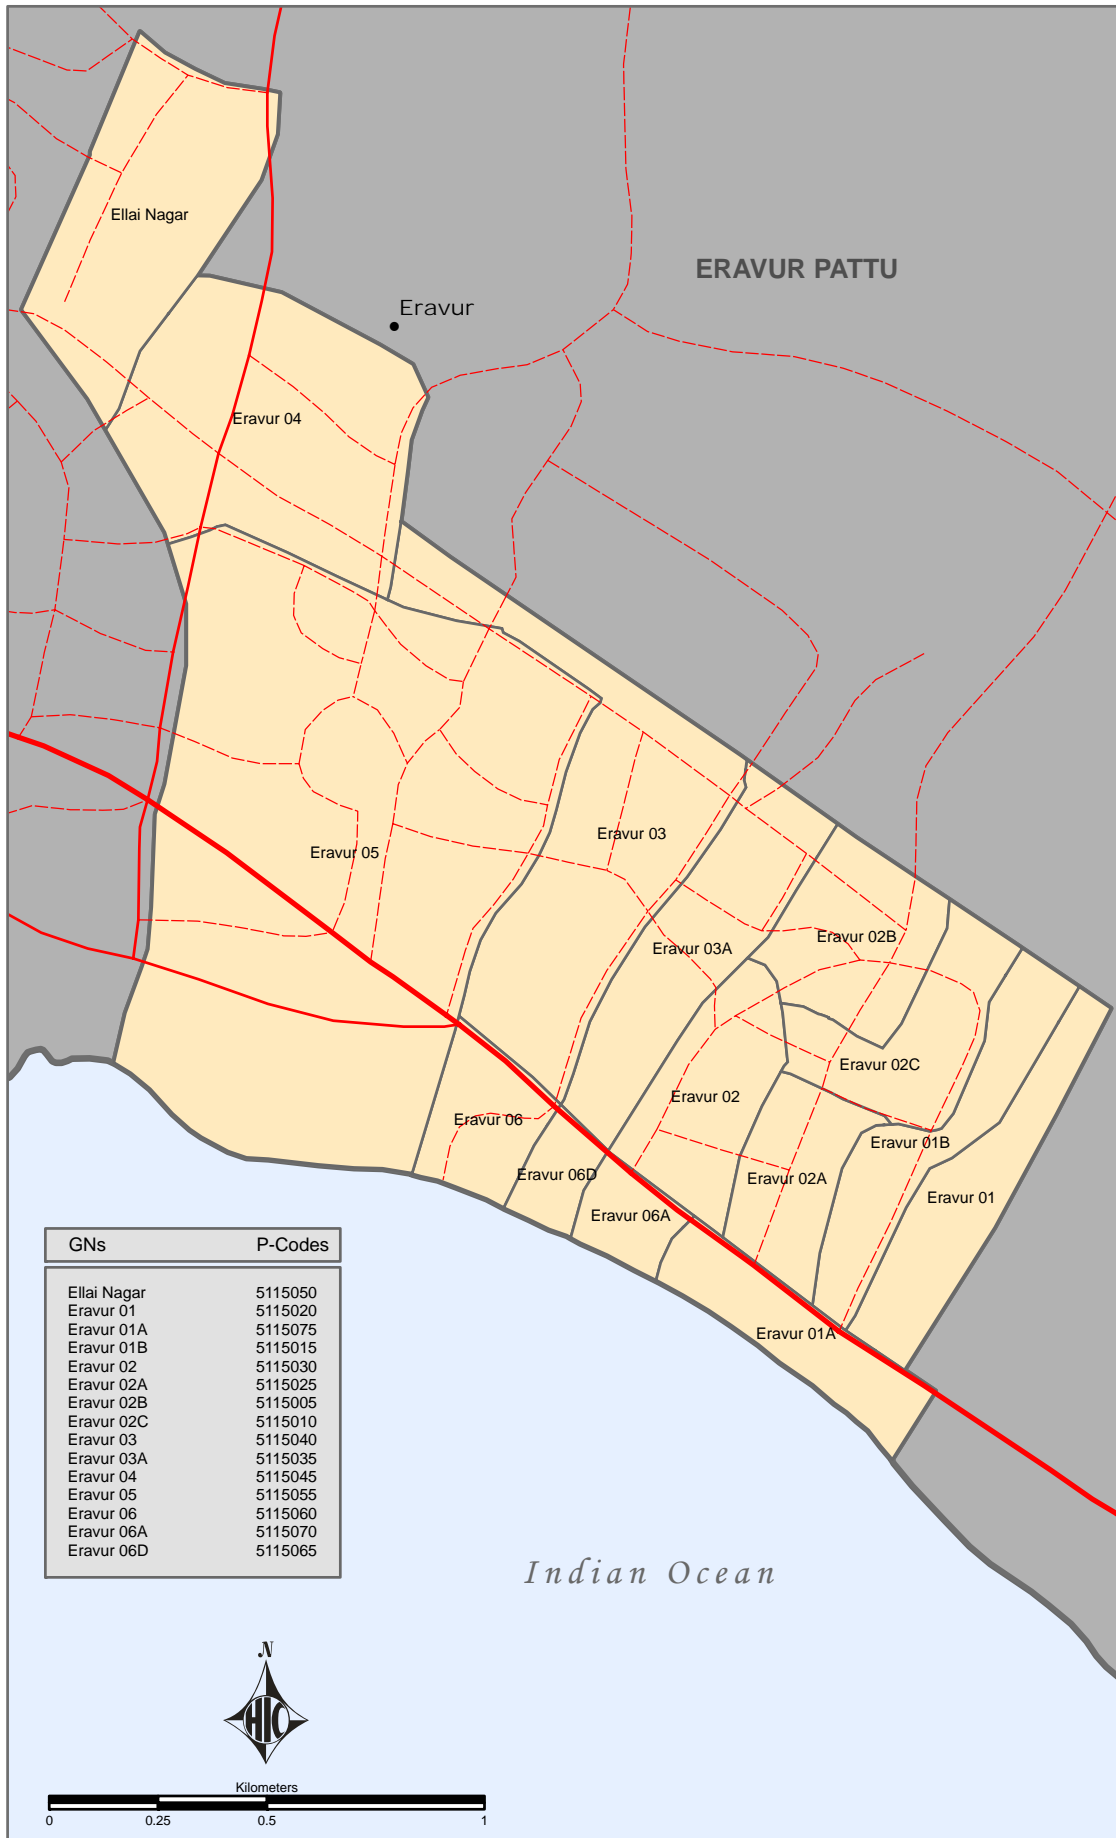 Ellai Nagar
ERAVUR PATTU
Eravur
Eravur 04
Eravur 03
Eravur 05
Eravur 02B
Eravur 03A
Eravur 02C
Eravur 02
Eravur 06
Eravur 01B
Eravur 06D
Eravur 02A
Eravur 01
Eravur 06A
Eravur 01A
GNs P-Codes
Ellai Nagar 5115050
Eravur 01 5115020
Eravur 01A 5115075
Eravur 01B 5115015
Eravur 02 5115030
Eravur 02A 5115025
Eravur 02B 5115005
Eravur 02C 5115010
Eravur 03 5115040
Eravur 03A 5115035
Eravur 04 5115045
Eravur 05 5115055
Eravur 06 5115060
Eravur 06A 5115070
Eravur 06D 5115065
Indian Ocean
N
HIC
Kilometers
0 0.25 0.5 1